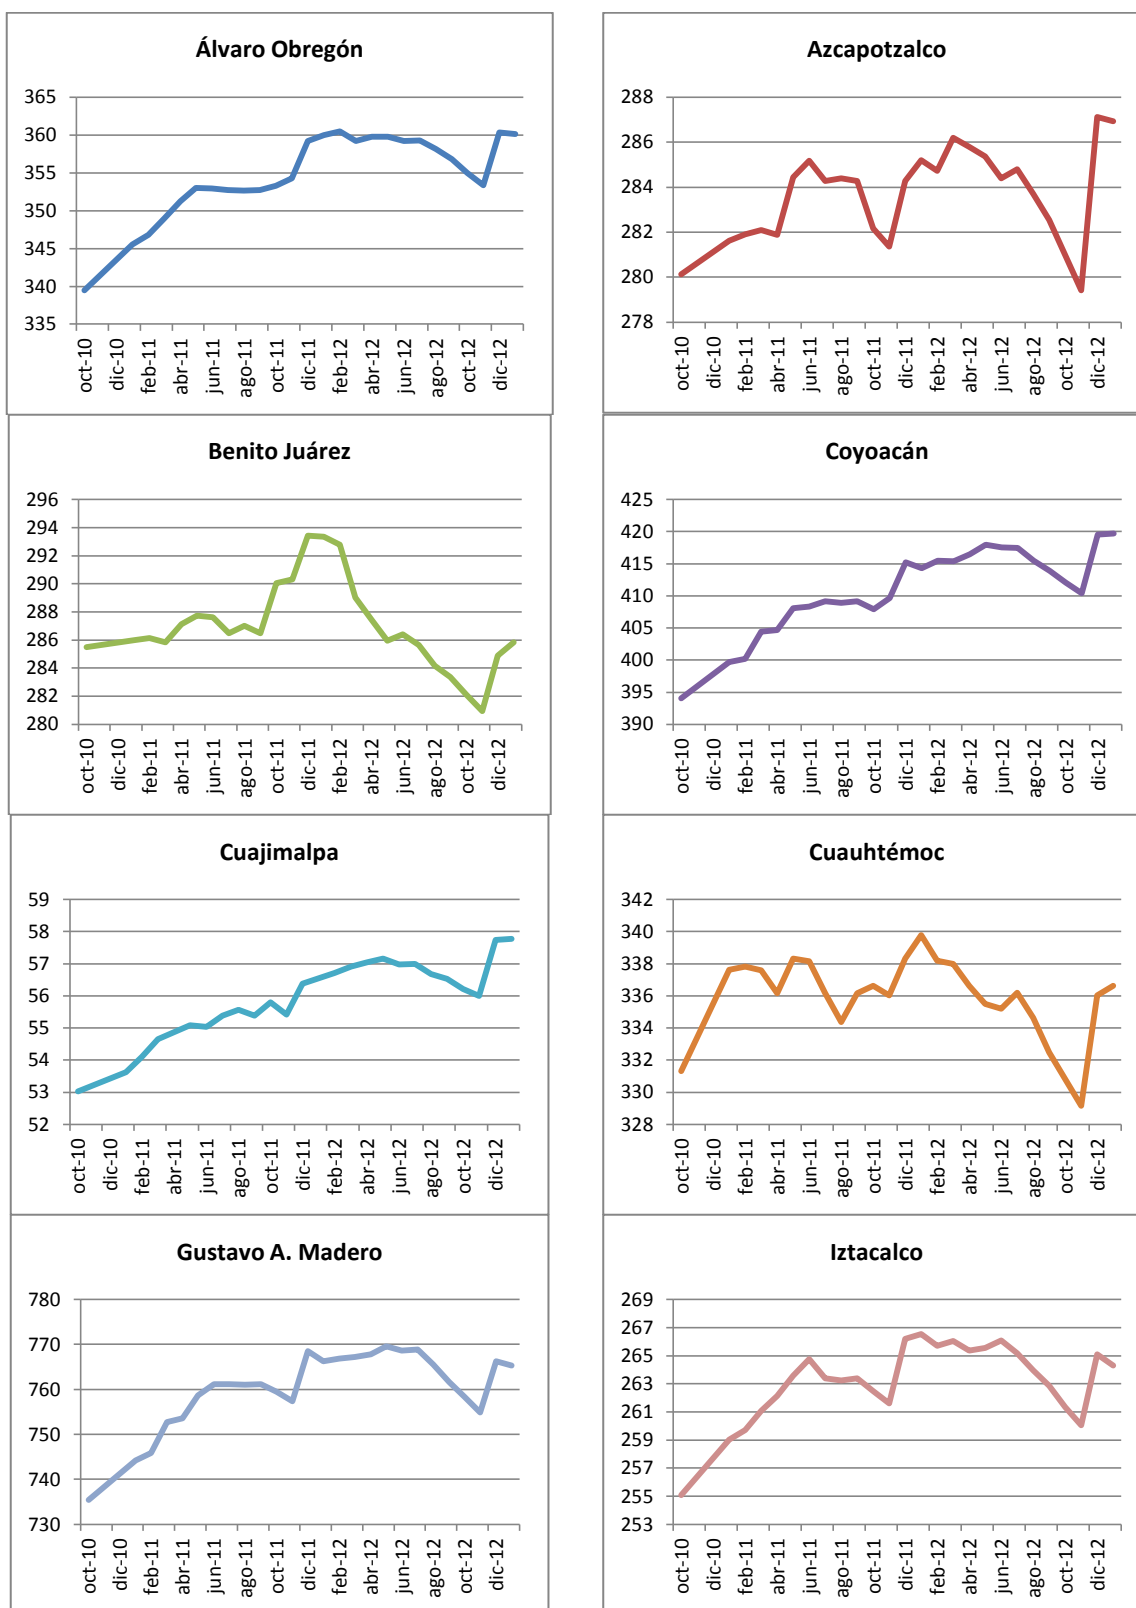 Álvaro Obregón
365
360
355
350
345
340
335
oct-10
dic-10
feb-11
abr-11
jun-11
ago-11
oct-11
dic-11
feb-12
abr-12
jun-12
ago-12
oct-12
dic-12
Azcapotzalco
288
286
284
282
280
278
oct-10
dic-10
feb-11
abr-11
jun-11
ago-11
oct-11
dic-11
feb-12
abr-12
jun-12
ago-12
oct-12
dic-12
Benito Juárez
296
294
292
290
288
286
284
282
280
oct-10
dic-10
feb-11
abr-11
jun-11
ago-11
oct-11
dic-11
feb-12
abr-12
jun-12
ago-12
oct-12
dic-12
Coyoacán
425
420
415
410
405
400
395
390
oct-10
dic-10
feb-11
abr-11
jun-11
ago-11
oct-11
dic-11
feb-12
abr-12
jun-12
ago-12
oct-12
dic-12
Cuajimalpa
59
58
57
56
55
54
53
52
oct-10
dic-10
feb-11
abr-11
jun-11
ago-11
oct-11
dic-11
feb-12
abr-12
jun-12
ago-12
oct-12
dic-12
Cuauhtémoc
342
340
338
336
334
332
330
328
oct-10
dic-10
feb-11
abr-11
jun-11
ago-11
oct-11
dic-11
feb-12
abr-12
jun-12
ago-12
oct-12
dic-12
Gustavo A. Madero
780
770
760
750
740
730
oct-10
dic-10
feb-11
abr-11
jun-11
ago-11
oct-11
dic-11
feb-12
abr-12
jun-12
ago-12
oct-12
dic-12
Iztacalco
269
267
265
263
261
259
257
255
253
oct-10
dic-10
feb-11
abr-11
jun-11
ago-11
oct-11
dic-11
feb-12
abr-12
jun-12
ago-12
oct-12
dic-12